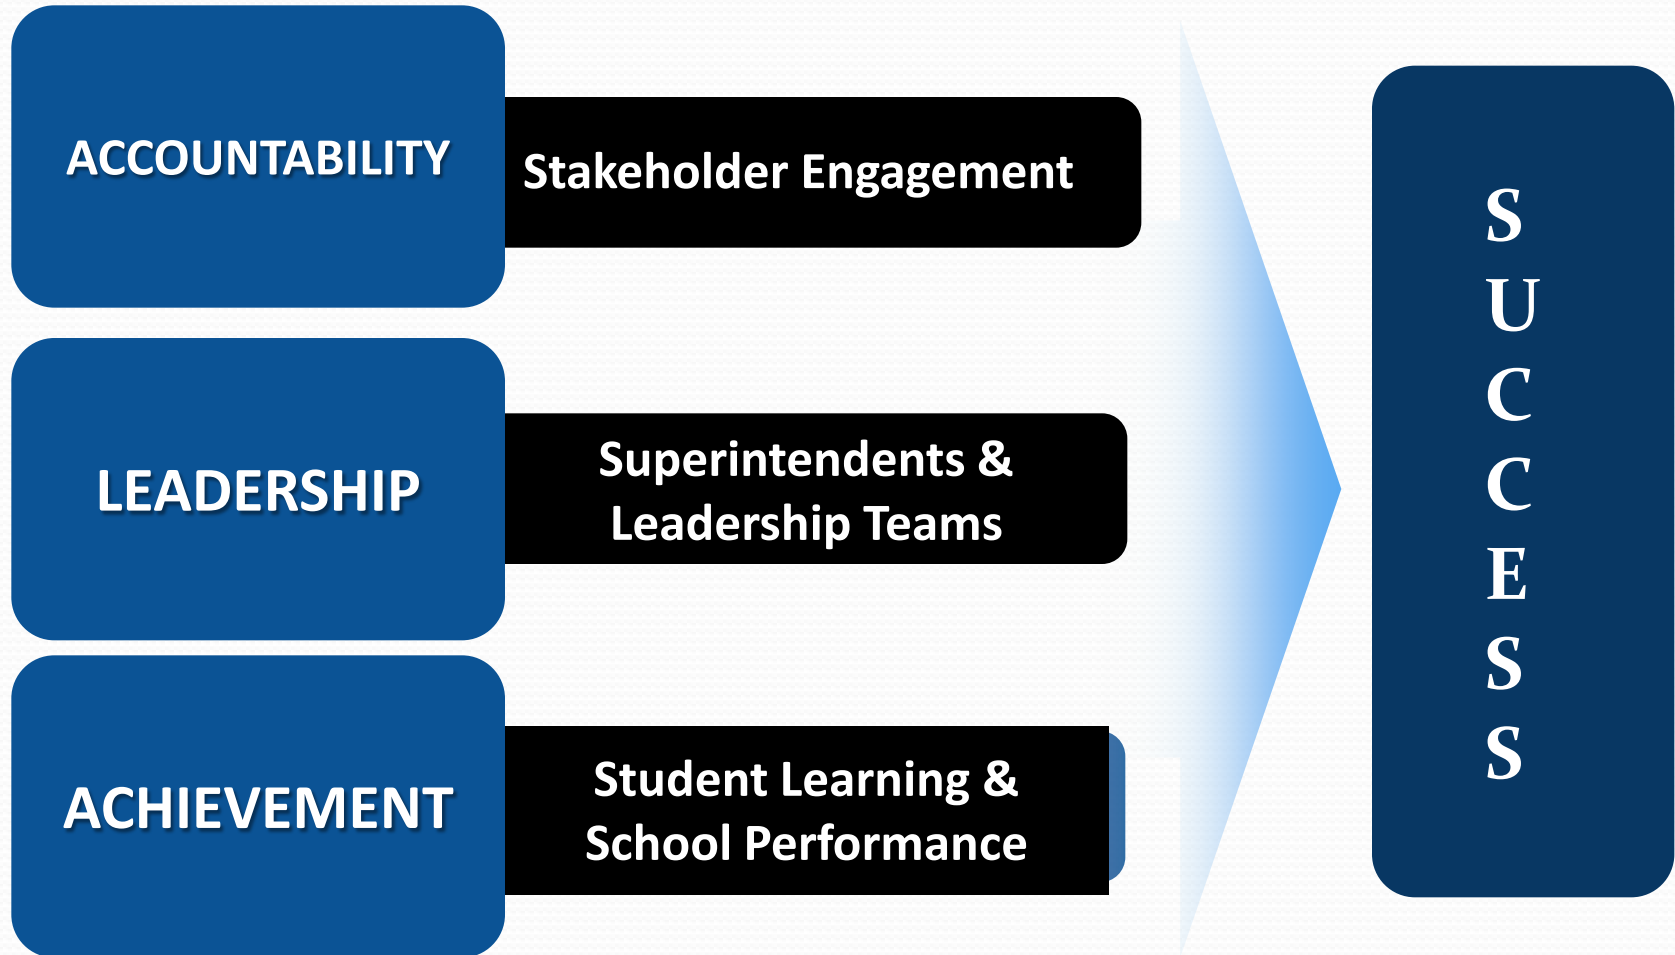 ACCOUNTABILITY
Stakeholder Engagement
LEADERSHIP
Superintendents &
Leadership Teams
ACHIEVEMENT
Student Learning &
School Performance
S
U
C
C
E
S
S